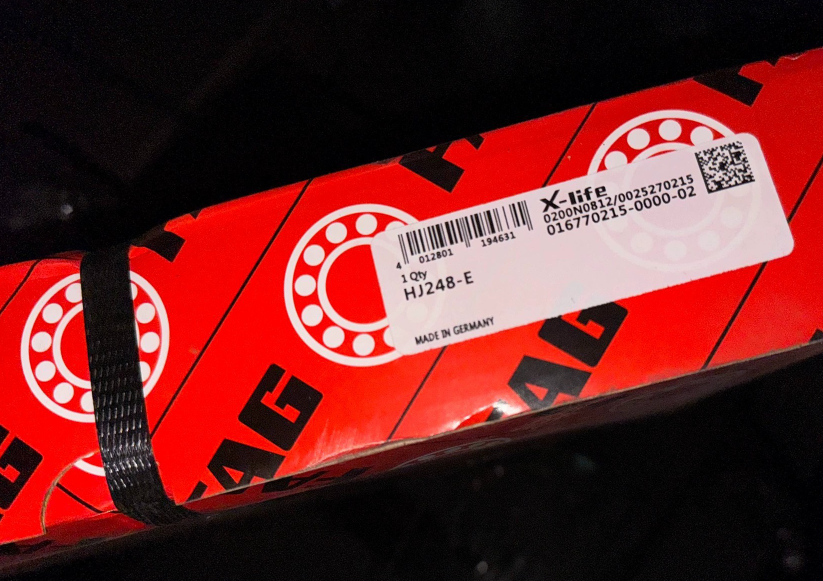 X-life
0200N0812/0025270215
016770215-0000-02
4 012801 194631
1 Qty
HJ248-E
MADE IN GERMANY
FAG
FAG